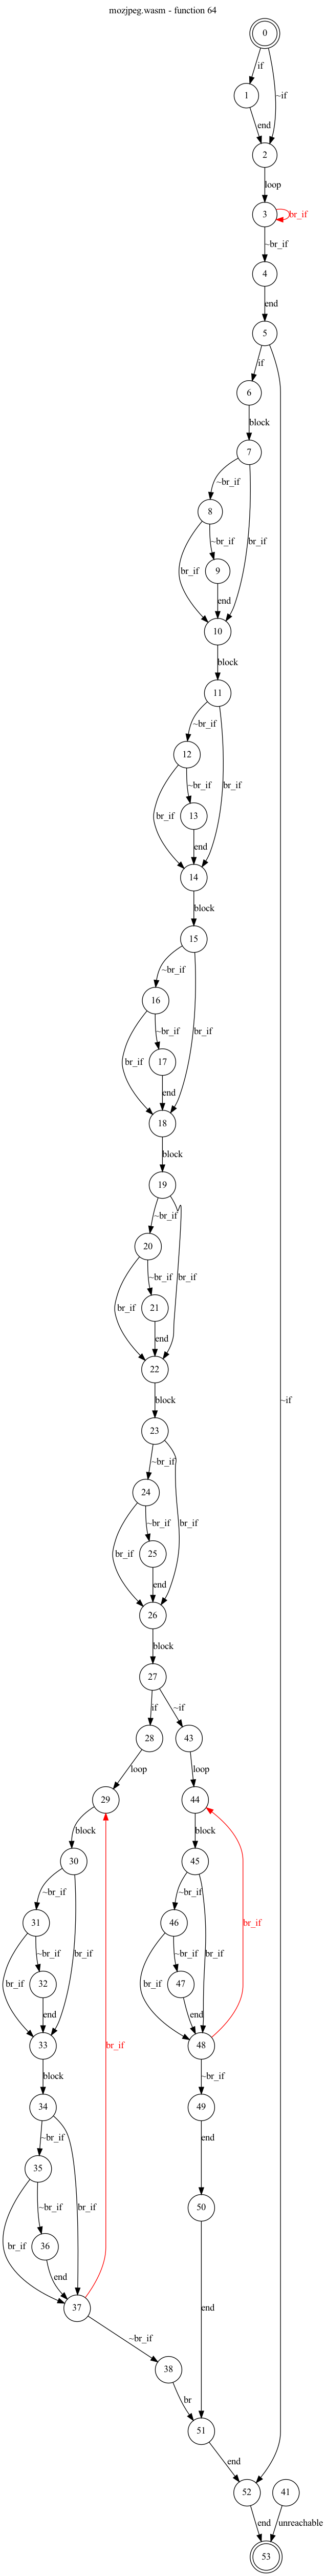 mozjpeg.wasm - function 64
0
if
~if
1
end
2
loop
3
br_if
~br_if
4
end
5
if
6
block
7
~br_if
8
~br_if
br_if
br_if
9
end
10
block
11
~br_if
12
~br_if
br_if
br_if
13
end
14
block
15
~br_if
16
~br_if
br_if
br_if
17
end
18
block
19
~br_if
20
br_if
~br_if
br_if
21
end
22
block
~if
23
~br_if
24
~br_if
br_if
br_if
25
end
26
block
27
if
~if
28
43
loop
loop
29
44
block
block
30
45
~br_if
~br_if
31
46
~br_if
br_if
~br_if
br_if
br_if
br_if
br_if
32
47
end
end
33
48
br_if
block
~br_if
34
49
~br_if
end
35
~br_if
br_if
br_if
36
50
end
37
end
~br_if
38
br
51
end
52
41
end
unreachable
53